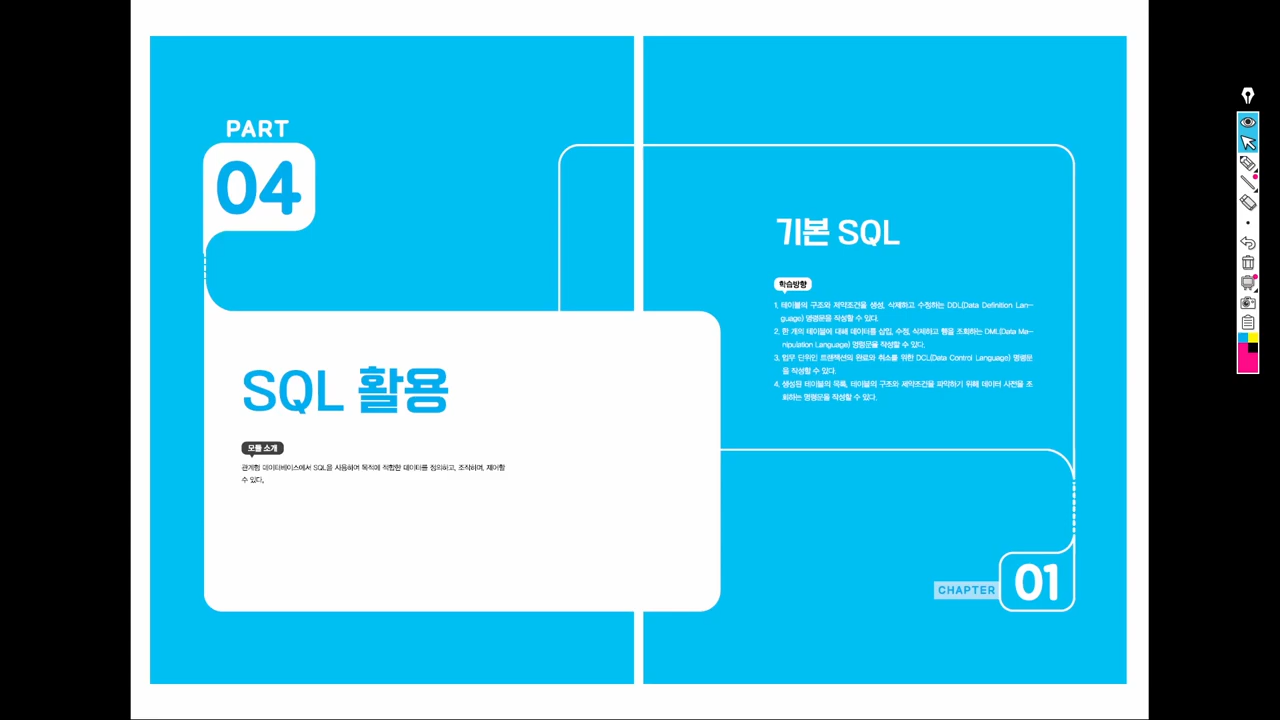 PART
04
SQL 활용
모듈 소개
관계형 데이터베이스에서 SQL을 사용하여 목적에 적합한 데이터를 정의하고, 조작하며, 제어할
수 있다.
기본 SQL
학습방향
1. 테이블의 구조와 제약조건을 생성, 삭제하고 수정하는 DDL(Data Definition Lan-
guage) 명령문을 작성할 수 있다.
2. 한 개의 테이블에 대해 데이터를 삽입, 수정, 삭제하고 행을 조회하는 DML(Data Ma-
nipulation Language) 명령문을 작성할 수 있다.
3. 업무 단위인 트랜잭션의 완료와 취소를 위한 DCL(Data Control Language) 명령문
을 작성할 수 있다.
4. 생성된 테이블의 목록, 테이블의 구조와 제약조건을 파악하기 위해 데이터 사전을 조
회하는 명령문을 작성할 수 있다.
CHAPTER
01